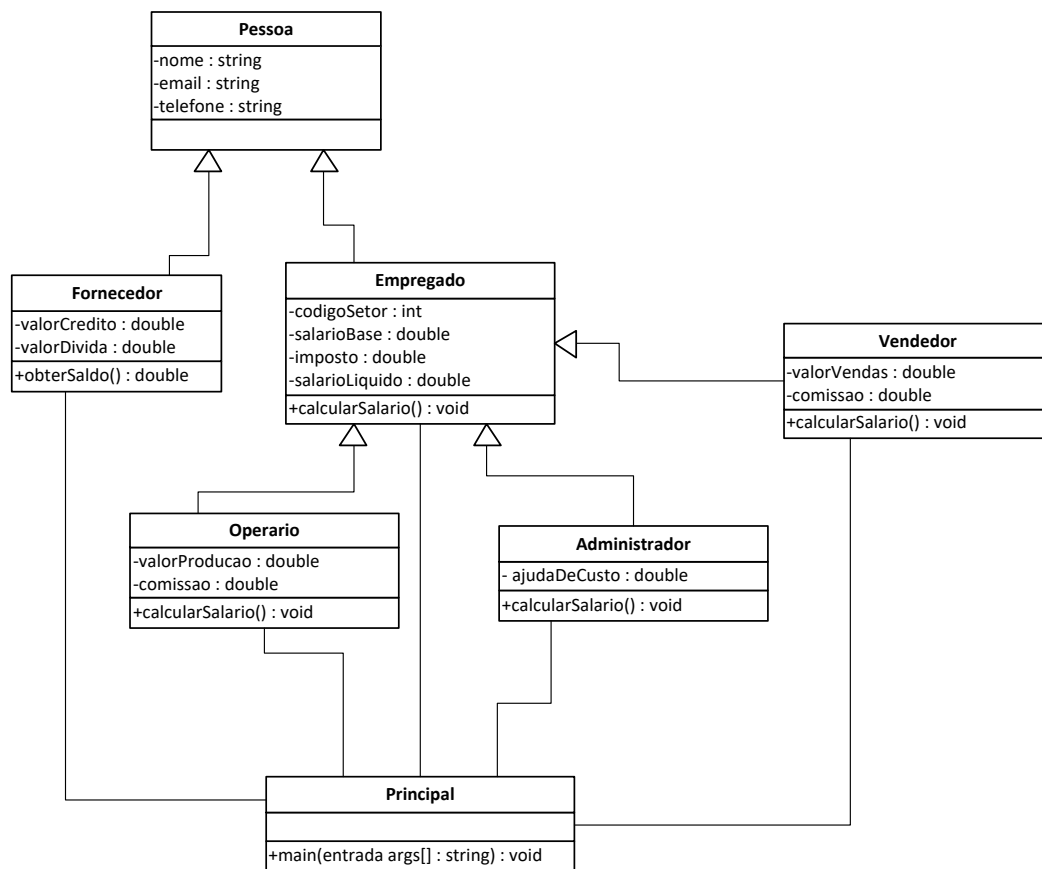 Pessoa
-nome : string
-email : string
-telefone : string
Fornecedor
-valorCredito : double
-valorDivida : double
+obterSaldo() : double
Empregado
-codigoSetor : int
-salarioBase : double
-imposto : double
-salarioLiquido : double
+calcularSalario() : void
Vendedor
-valorVendas : double
-comissao : double
+calcularSalario() : void
Operario
-valorProducao : double
-comissao : double
+calcularSalario() : void
Administrador
- ajudaDeCusto : double
+calcularSalario() : void
Principal
+main(entrada args[] : string) : void